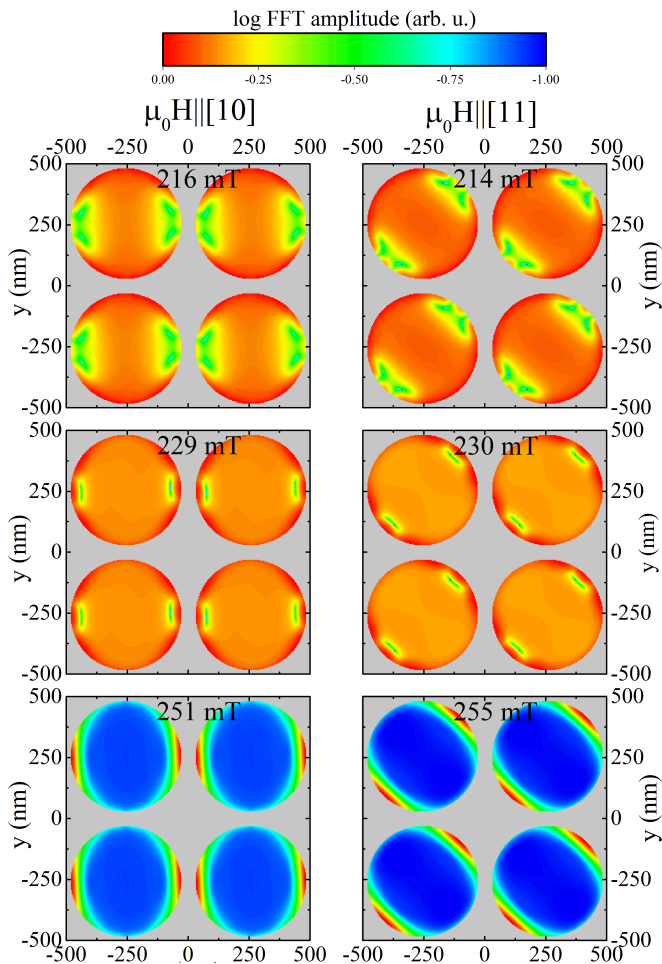 log FFT amplitude (arb. u.)
0.00 -0.25 -0.50 -0.75 -1.00
μ0H||[10] μ0H||[11]
-500 -250 0 250 500 -500 -250 0 250 500
500 216 mT 214 mT 500
250 250
y (nm) 0 0 y (nm)
-250 -250
-500 -500
500 229 mT 230 mT 500
250 250
y (nm) 0 0 y (nm)
-250 -250
-500 -500
500 251 mT 255 mT 500
250 250
y (nm) 0 0 y (nm)
-250 -250
-500 -500
-500 -250 0 250 500 -500 -250 0 250 500